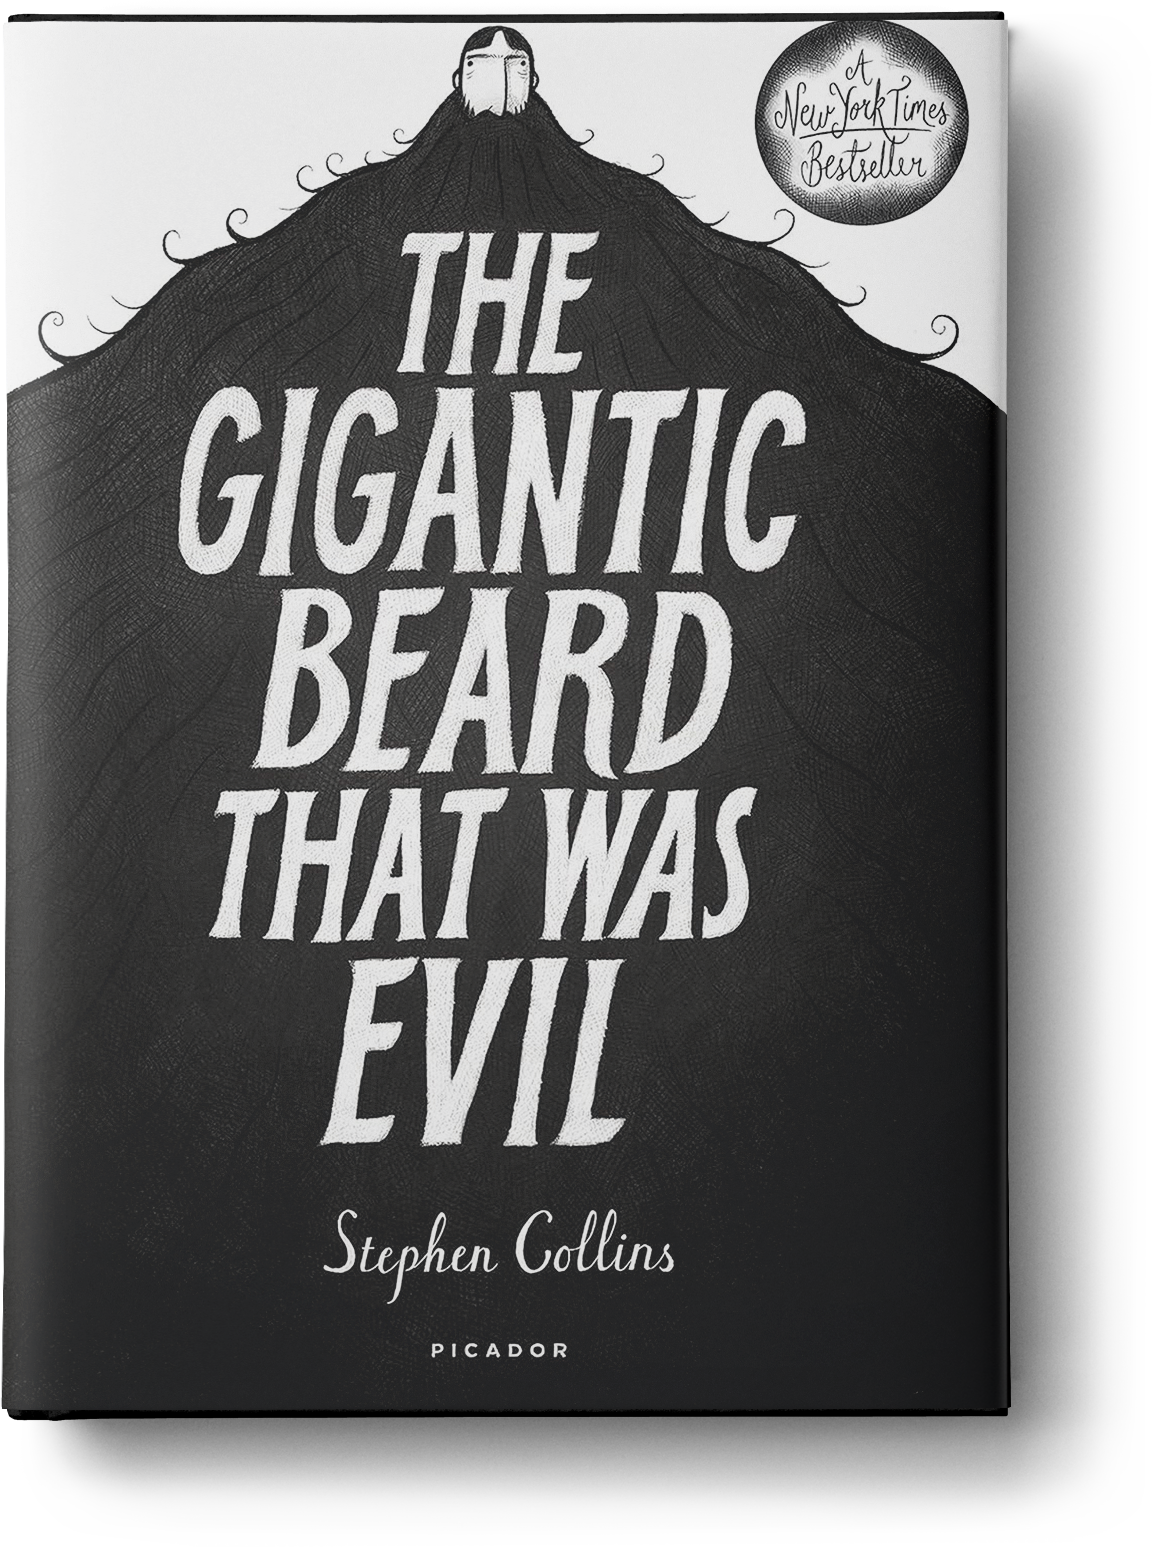 A
New York Times
Bestseller
THE
GIGANTIC
BEARD
THAT WAS
EVIL
Stephen Collins
PICADOR